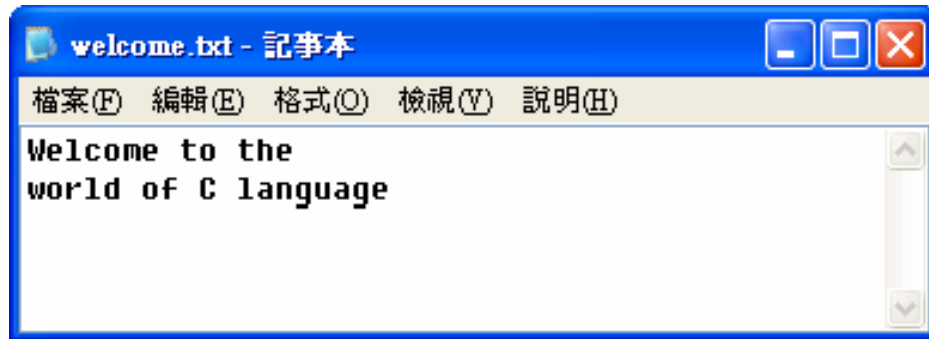 welcome.txt - 記事本
檔案(F) 編輯(E) 格式(O) 檢視(V) 說明(H)
Welcome to the
world of C language